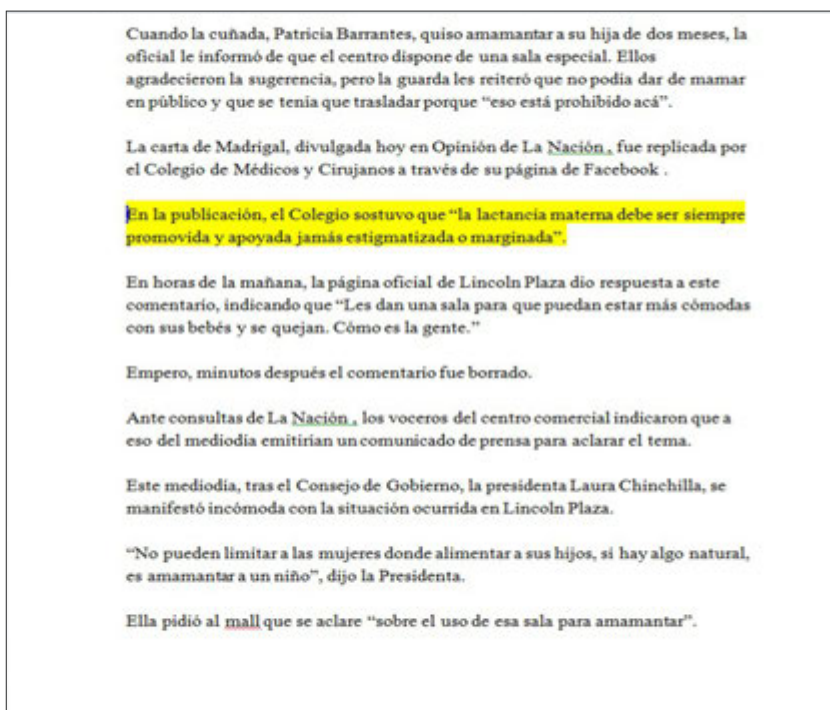 Cuando la cuñada, Patricia Barrantes, quiso amamantar a su hija de dos meses, la
oficial le informó de que el centro dispone de una sala especial. Ellos
agradecieron la sugerencia, pero la guarda les reiteró que no podía dar de mamar
en público y que se tenía que trasladar porque “eso está prohibido acá”.
La carta de Madrigal, divulgada hoy en Opinión de La Nación , fue replicada por
el Colegio de Médicos y Cirujanos a través de su página de Facebook .
En la publicación, el Colegio sostuvo que “la lactancia materna debe ser siempre
promovida y apoyada jamás estigmatizada o marginada”.
En horas de la mañana, la página oficial de Lincoln Plaza dio respuesta a este
comentario, indicando que “Les dan una sala para que puedan estar más cómodas
con sus bebés y se quejan. Cómo es la gente.”
Empero, minutos después el comentario fue borrado.
Ante consultas de La Nación , los voceros del centro comercial indicaron que a
eso del mediodía emitirían un comunicado de prensa para aclarar el tema.
Este mediodía, tras el Consejo de Gobierno, la presidenta Laura Chinchilla, se
manifestó incómoda con la situación ocurrida en Lincoln Plaza.
“No pueden limitar a las mujeres donde alimentar a sus hijos, si hay algo natural,
es amamantar a un niño”, dijo la Presidenta.
Ella pidió al mall que se aclare “sobre el uso de esa sala para amamantar”.